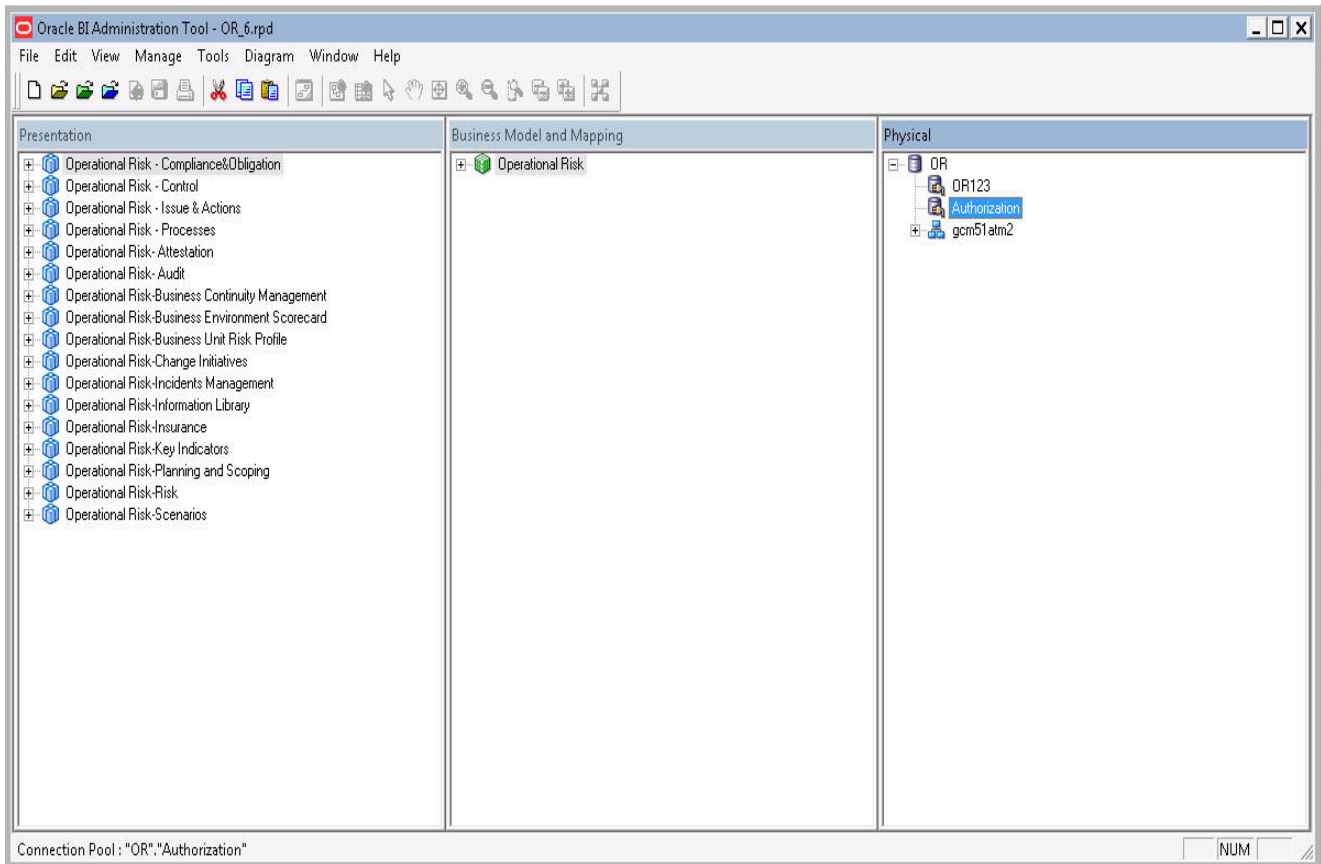 Oracle BI Administration Tool - OR_6.rpd
File Edit View Manage Tools Diagram Window Help
Presentation
Operational Risk - Compliance&Obligation
Operational Risk - Control
Operational Risk - Issue & Actions
Operational Risk - Processes
Operational Risk- Attestation
Operational Risk- Audit
Operational Risk-Business Continuity Management
Operational Risk-Business Environment Scorecard
Operational Risk-Business Unit Risk Profile
Operational Risk-Change Initiatives
Operational Risk-Incidents Management
Operational Risk-Information Library
Operational Risk-Insurance
Operational Risk-Key Indicators
Operational Risk-Planning and Scoping
Operational Risk-Risk
Operational Risk-Scenarios
Business Model and Mapping
Operational Risk
Physical
OR
OR123
Authorization
gcm51atm2
Connection Pool : "OR"."Authorization"
NUM